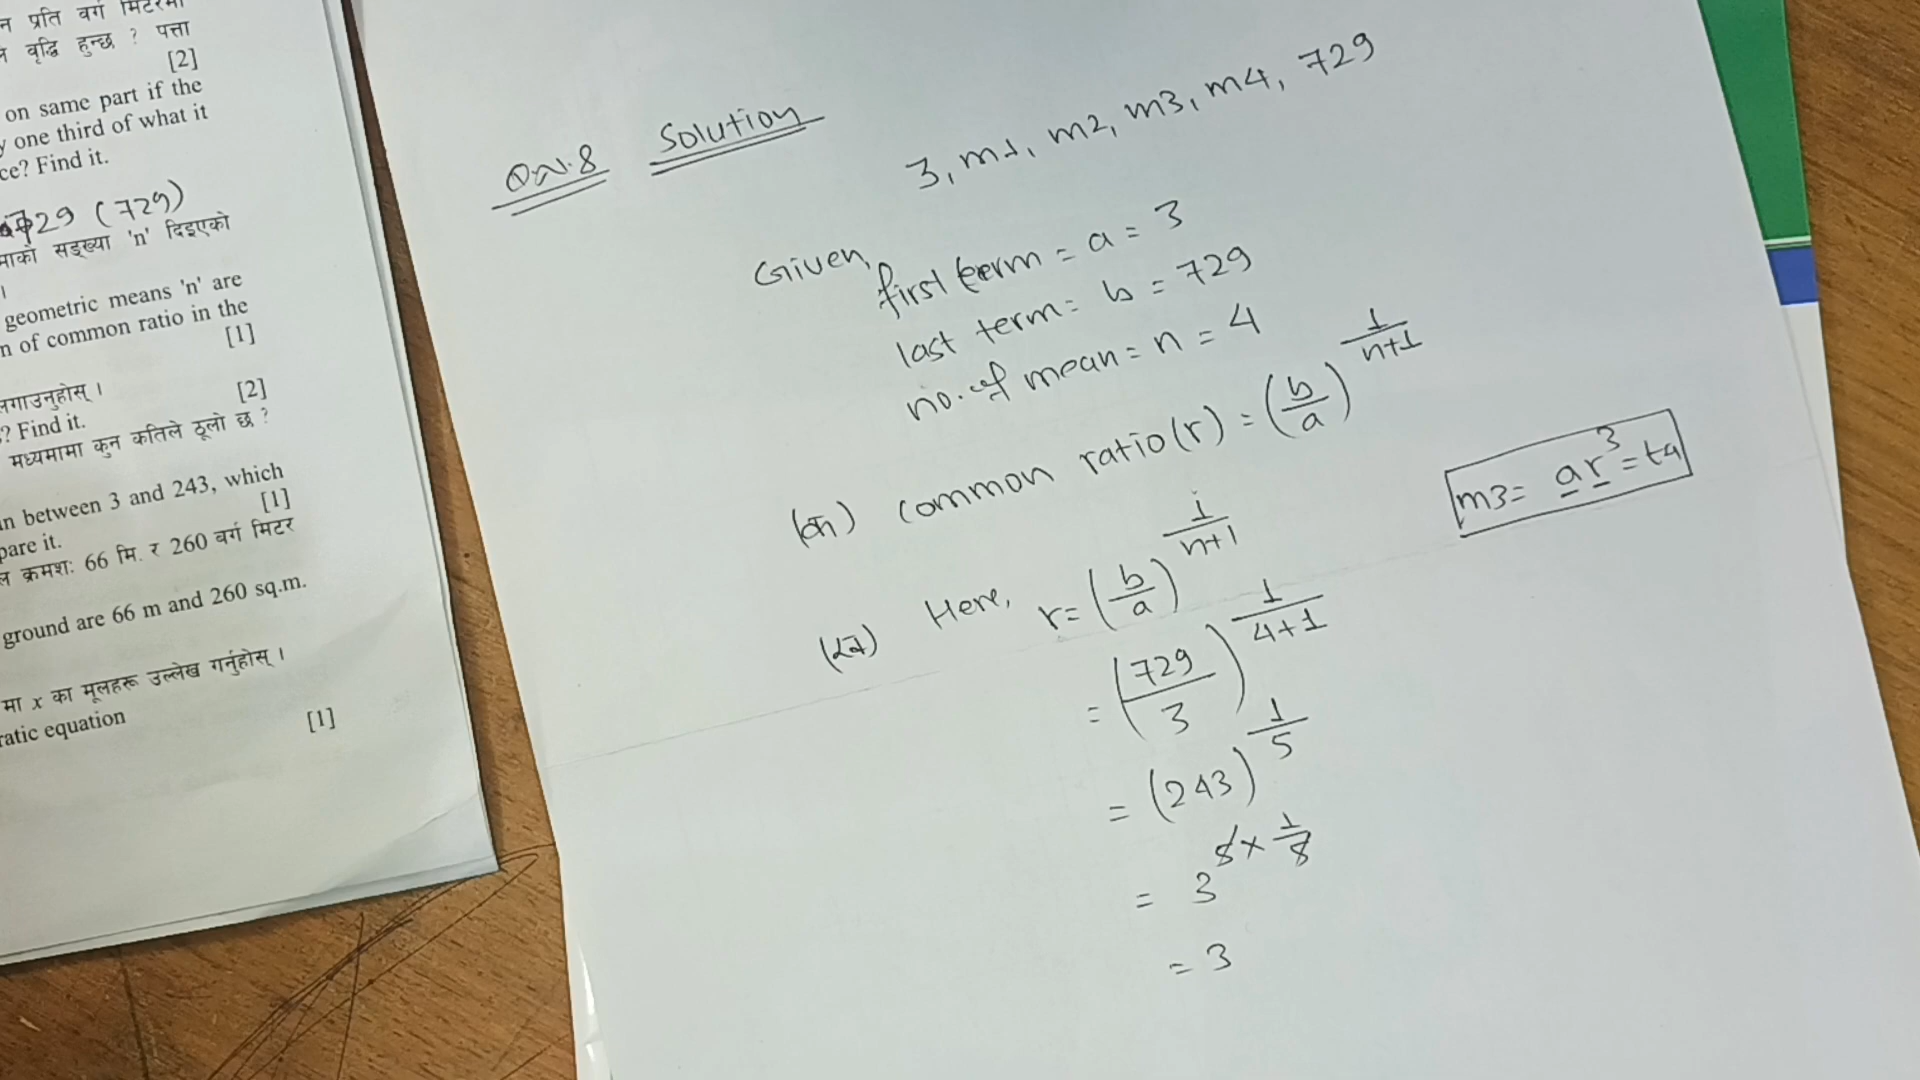 प्रति वर्ग मिटरमा
वृद्धि हुन्छ ? पत्ता
[2]
on same part if the
one third of what it
ce? Find it.
729 (729)
सङ्ख्या 'n' दिइएको
geometric means 'n' are
n of common ratio in the
[1]
लगाउनुहोस् ।
[2]
? Find it.
मध्यमामा कुन कतिले ठूलो छ ?
n between 3 and 243, which
[1]
pare it.
क्रमशः 66 मि. र 260 वर्ग मिटर
ground are 66 m and 260 sq.m.
मा x का मूलहरू उल्लेख गर्नुहोस् ।
ratic equation
[1]
QN.8 Solution
3, m1, m2, m3, m4, 729
Given,
first term = a = 3
last term = b = 729
no. of mean = n = 4
(क) common ratio (r) = (b/a)^1/n+1
m3 = ar^3 = t4
(ख) Here, r = (b/a)^1/n+1
= (729/3)^1/4+1
= (243)^1/5
= 3^5×1/5
= 3